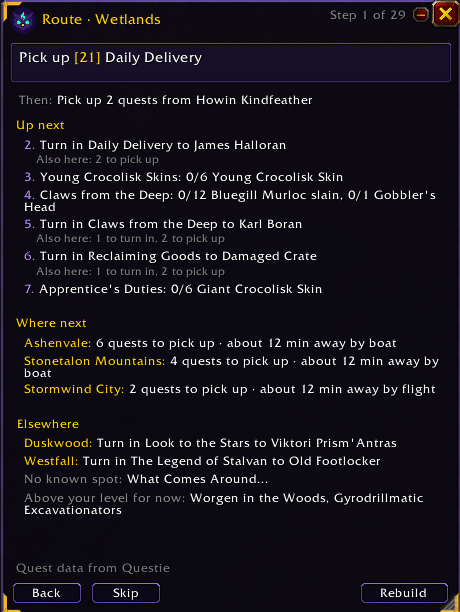 Route · Wetlands
Step 1 of 29
Pick up [21] Daily Delivery
Then: Pick up 2 quests from Howin Kindfeather
Up next
2. Turn in Daily Delivery to James Halloran
Also here: 2 to pick up
3. Young Crocolisk Skins: 0/6 Young Crocolisk Skin
4. Claws from the Deep: 0/12 Bluegill Murloc slain, 0/1 Gobbler's
Head
5. Turn in Claws from the Deep to Karl Boran
Also here: 1 to turn in, 2 to pick up
6. Turn in Reclaiming Goods to Damaged Crate
Also here: 1 to turn in, 2 to pick up
7. Apprentice's Duties: 0/6 Giant Crocolisk Skin
Where next
Ashenvale: 6 quests to pick up · about 12 min away by boat
Stonetalon Mountains: 4 quests to pick up · about 12 min away by
boat
Stormwind City: 2 quests to pick up · about 12 min away by flight
Elsewhere
Duskwood: Turn in Look to the Stars to Viktori Prism'Antras
Westfall: Turn in The Legend of Stalvan to Old Footlocker
No known spot: What Comes Around...
Above your level for now: Worgen in the Woods, Gyrodrillmatic
Excavationators
Quest data from Questie
Back
Skip
Rebuild